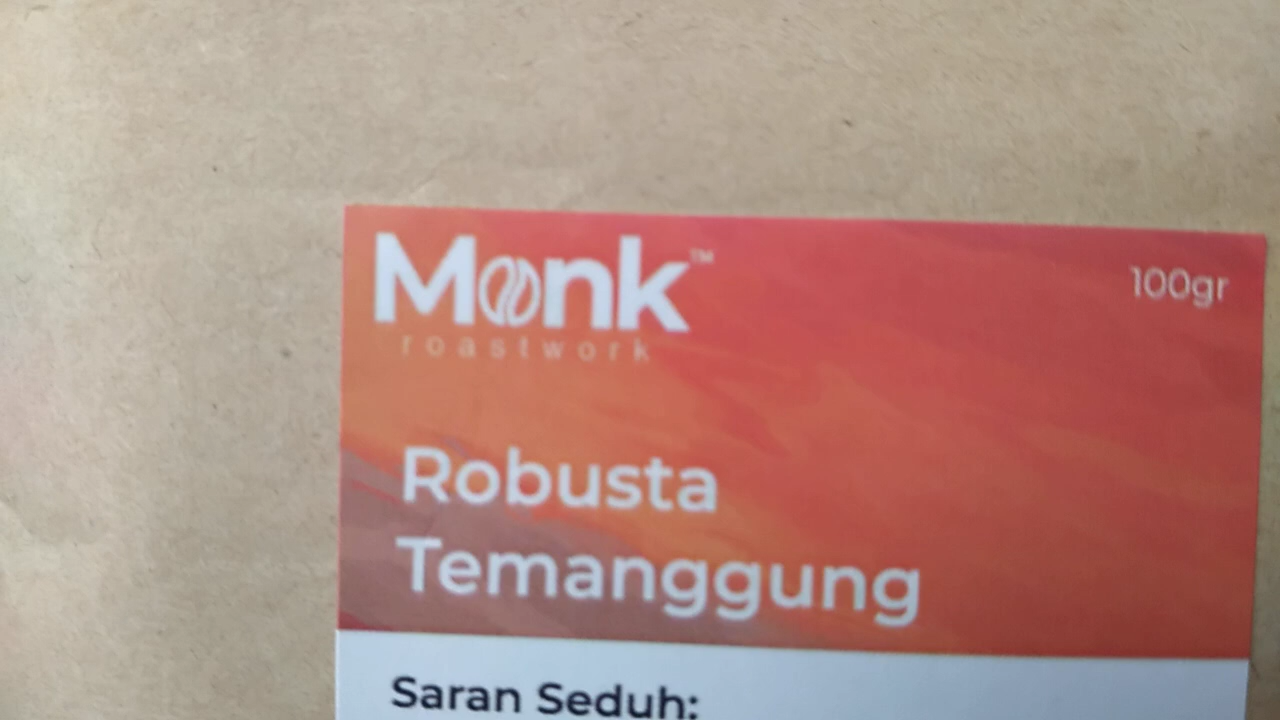 Monk™
100gr
roastwork
Robusta
Temanggung
Saran Seduh: